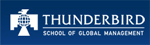 THUNDERBIRD
SCHOOL OF GLOBAL MANAGEMENT